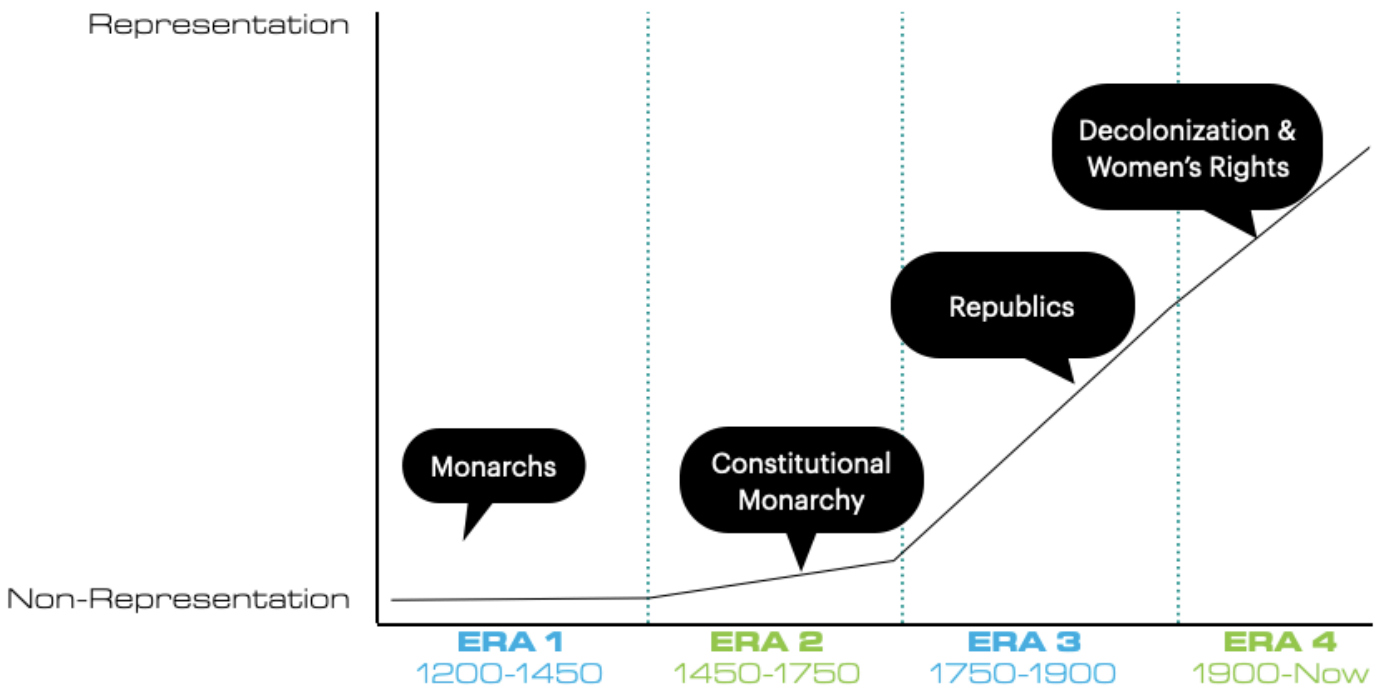 Representation
Decolonization &
Women's Rights
Republics
Monarchs
Constitutional
Monarchy
Non-Representation
ERA 1
1200-1450
ERA 2
1450-1750
ERA 3
1750-1900
ERA 4
1900-Now